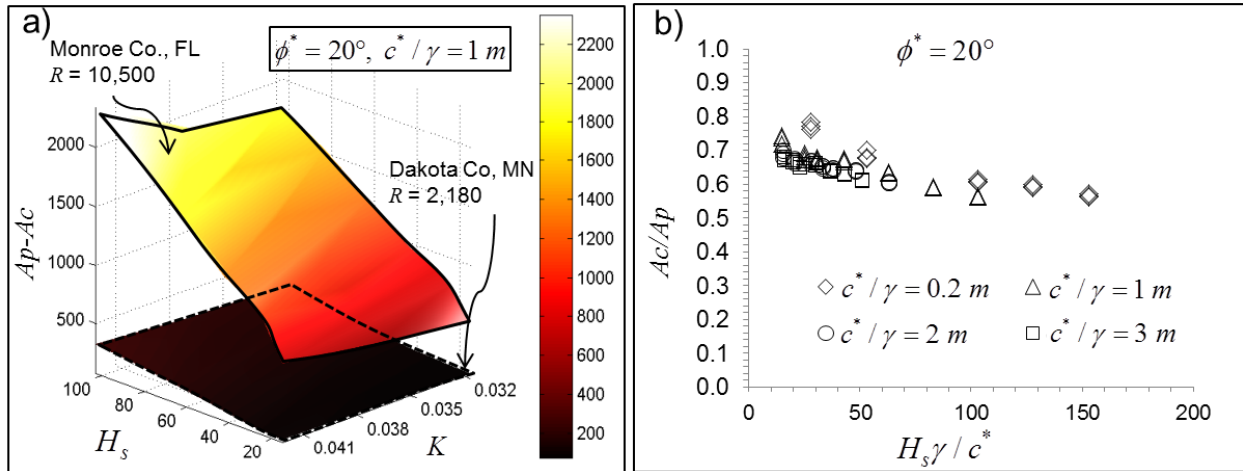 a)
Monroe Co., FL
R = 10,500
ϕ* = 20°, c* / γ = 1 m
Dakota Co, MN
R = 2,180
Ap-Ac
2000
1500
1000
500
100
80
60
40
20
H_s
0.041
0.038
0.035
0.032
K
2200
2000
1800
1600
1400
1200
1000
800
600
400
200
b)
ϕ* = 20°
Ac/Ap
1.0
0.9
0.8
0.7
0.6
0.5
0.4
0.3
0.2
0.1
0.0
◇ c* / γ = 0.2 m △ c* / γ = 1 m
○ c* / γ = 2 m □ c* / γ = 3 m
0 50 100 150 200
H_s γ / c*